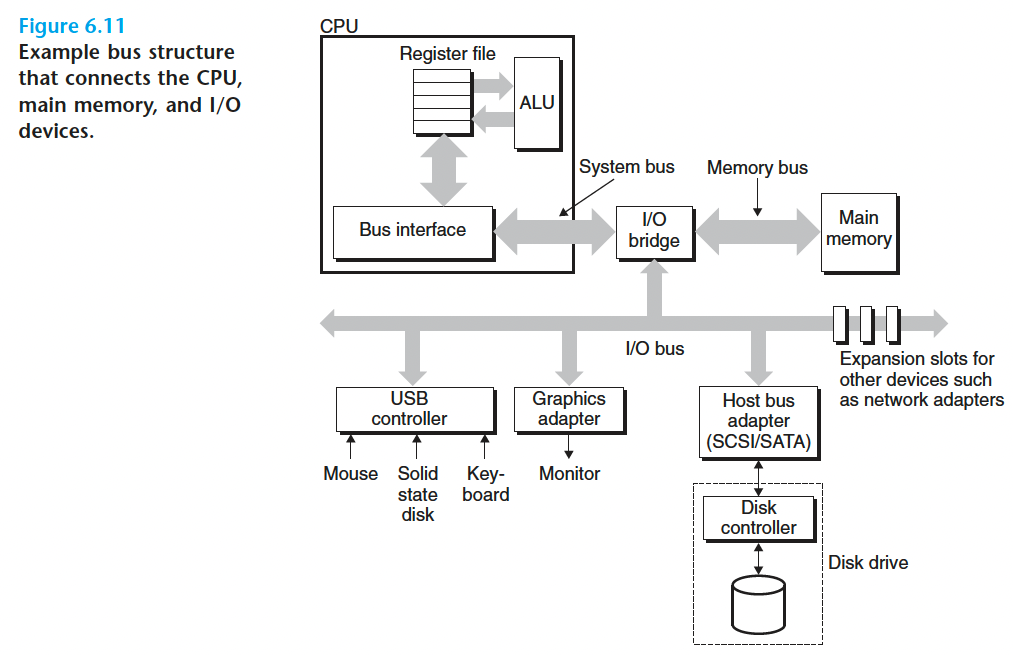 Figure 6.11
Example bus structure
that connects the CPU,
main memory, and I/O
devices.
CPU
Register file
ALU
System bus
Memory bus
Bus interface
I/O
bridge
Main
memory
I/O bus
Expansion slots for
other devices such
as network adapters
USB
controller
Graphics
adapter
Host bus
adapter
(SCSI/SATA)
Mouse
Solid
state
disk
Key-
board
Monitor
Disk
controller
Disk drive